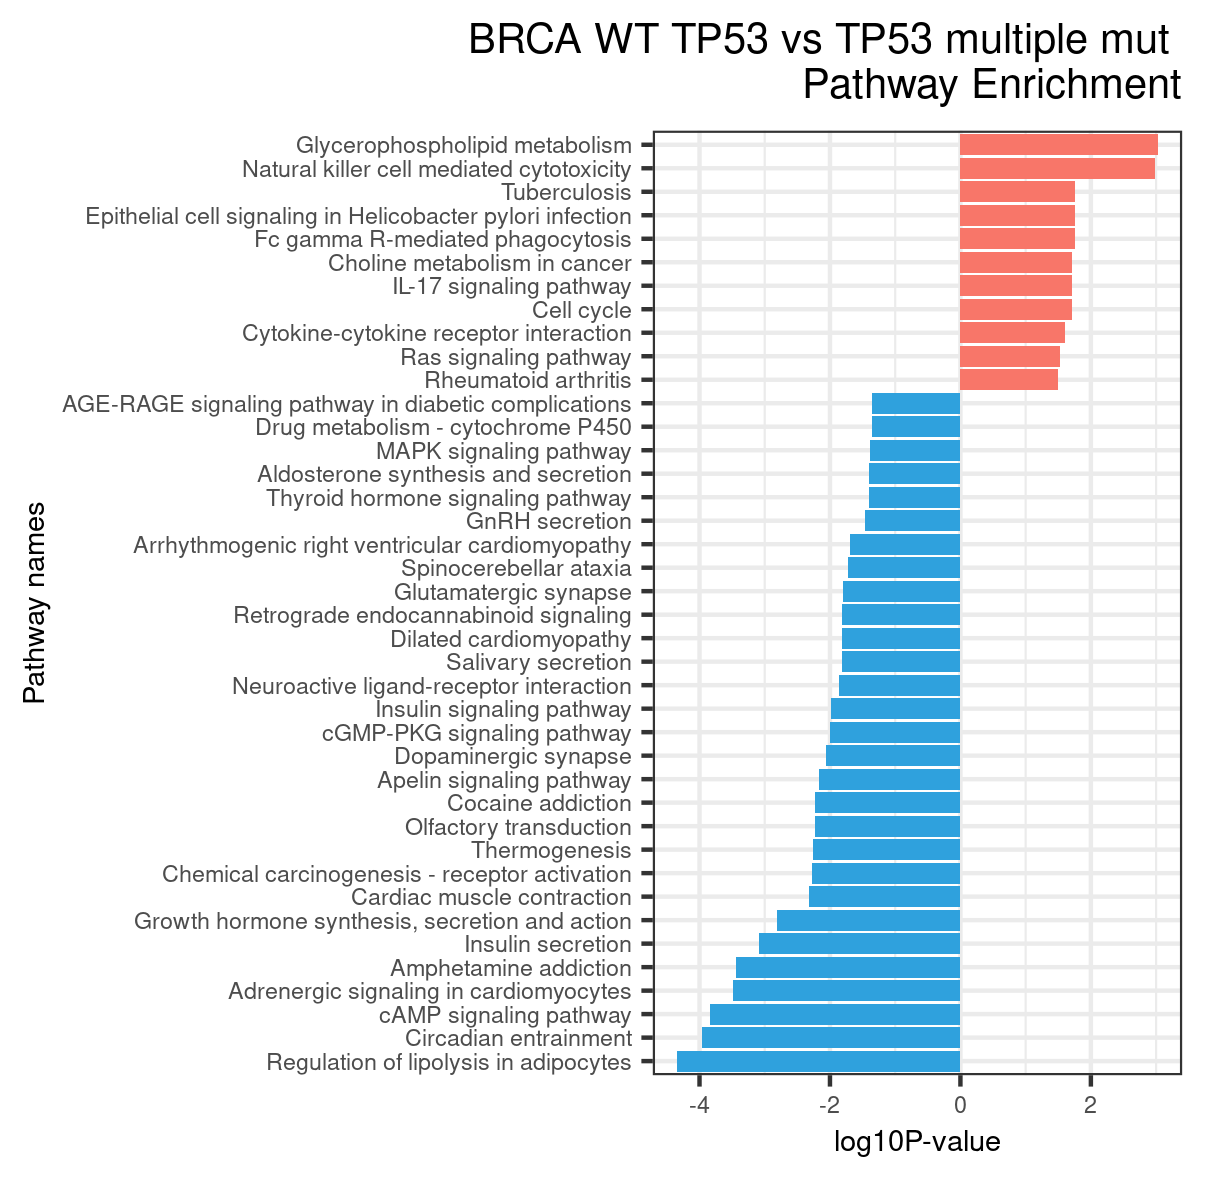 BRCA WT TP53 vs TP53 multiple mut
Pathway Enrichment
Glycerophospholipid metabolism
Natural killer cell mediated cytotoxicity
Tuberculosis
Epithelial cell signaling in Helicobacter pylori infection
Fc gamma R-mediated phagocytosis
Choline metabolism in cancer
IL-17 signaling pathway
Cell cycle
Cytokine-cytokine receptor interaction
Ras signaling pathway
Rheumatoid arthritis
AGE-RAGE signaling pathway in diabetic complications
Drug metabolism - cytochrome P450
MAPK signaling pathway
Aldosterone synthesis and secretion
Thyroid hormone signaling pathway
GnRH secretion
Arrhythmogenic right ventricular cardiomyopathy
Spinocerebellar ataxia
Glutamatergic synapse
Retrograde endocannabinoid signaling
Dilated cardiomyopathy
Salivary secretion
Neuroactive ligand-receptor interaction
Insulin signaling pathway
cGMP-PKG signaling pathway
Dopaminergic synapse
Apelin signaling pathway
Cocaine addiction
Olfactory transduction
Thermogenesis
Chemical carcinogenesis - receptor activation
Cardiac muscle contraction
Growth hormone synthesis, secretion and action
Insulin secretion
Amphetamine addiction
Adrenergic signaling in cardiomyocytes
cAMP signaling pathway
Circadian entrainment
Regulation of lipolysis in adipocytes
Pathway names
-4 -2 0 2
log10P-value